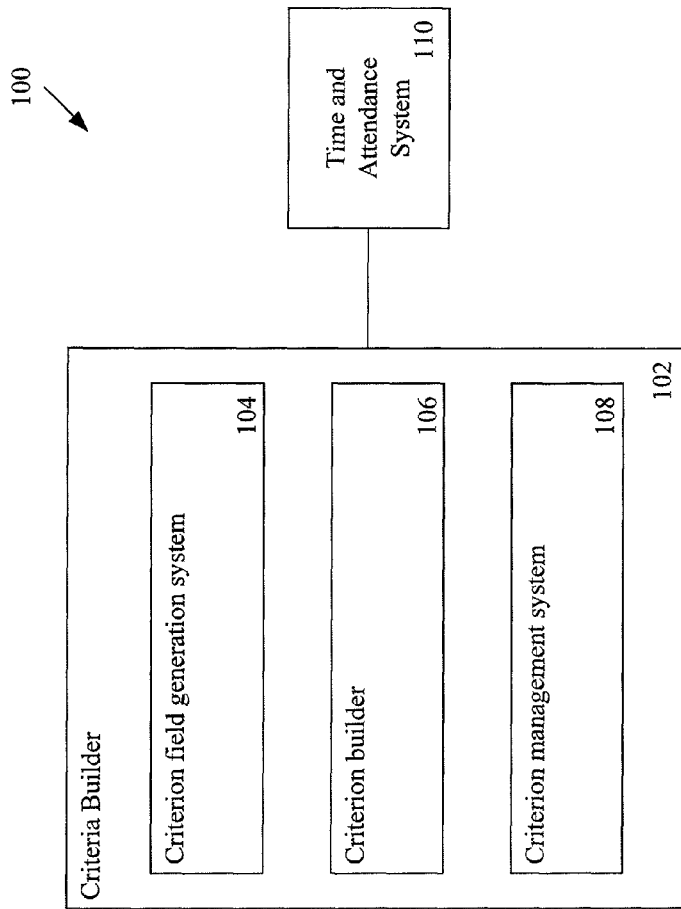 100
Criteria Builder
Criterion field generation system
104
Criterion builder
106
Criterion management system
108
102
Time and
Attendance
System
110